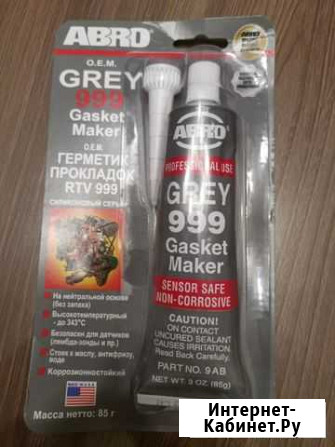 ABRO
O.E.M.
GREY
999
Gasket
Maker
O.E.M.
ГЕРМЕТИК
ПРОКЛАДОК
RTV 999
СИЛИКОНОВЫЙ СЕРЫЙ
На нейтральной основе
(без запаха)
Высокотемпературный
- до 343°С
Безопасен для датчиков
(лямбда-зонды и пр.)
Стоек к маслу, антифризу,
воде
Коррозионностойкий
Масса нетто: 85 г
ABRO
PROFESSIONAL USE
GREY
999
Gasket
Maker
SENSOR SAFE
NON-CORROSIVE
CAUTION!
ON CONTACT
UNCURED SEALANT
CAUSES IRRITATION.
Read Back Carefully.
PART NO. 9 AB
NET WT. 3 OZ. (85g)
Интернет-
Кабинет.Ру